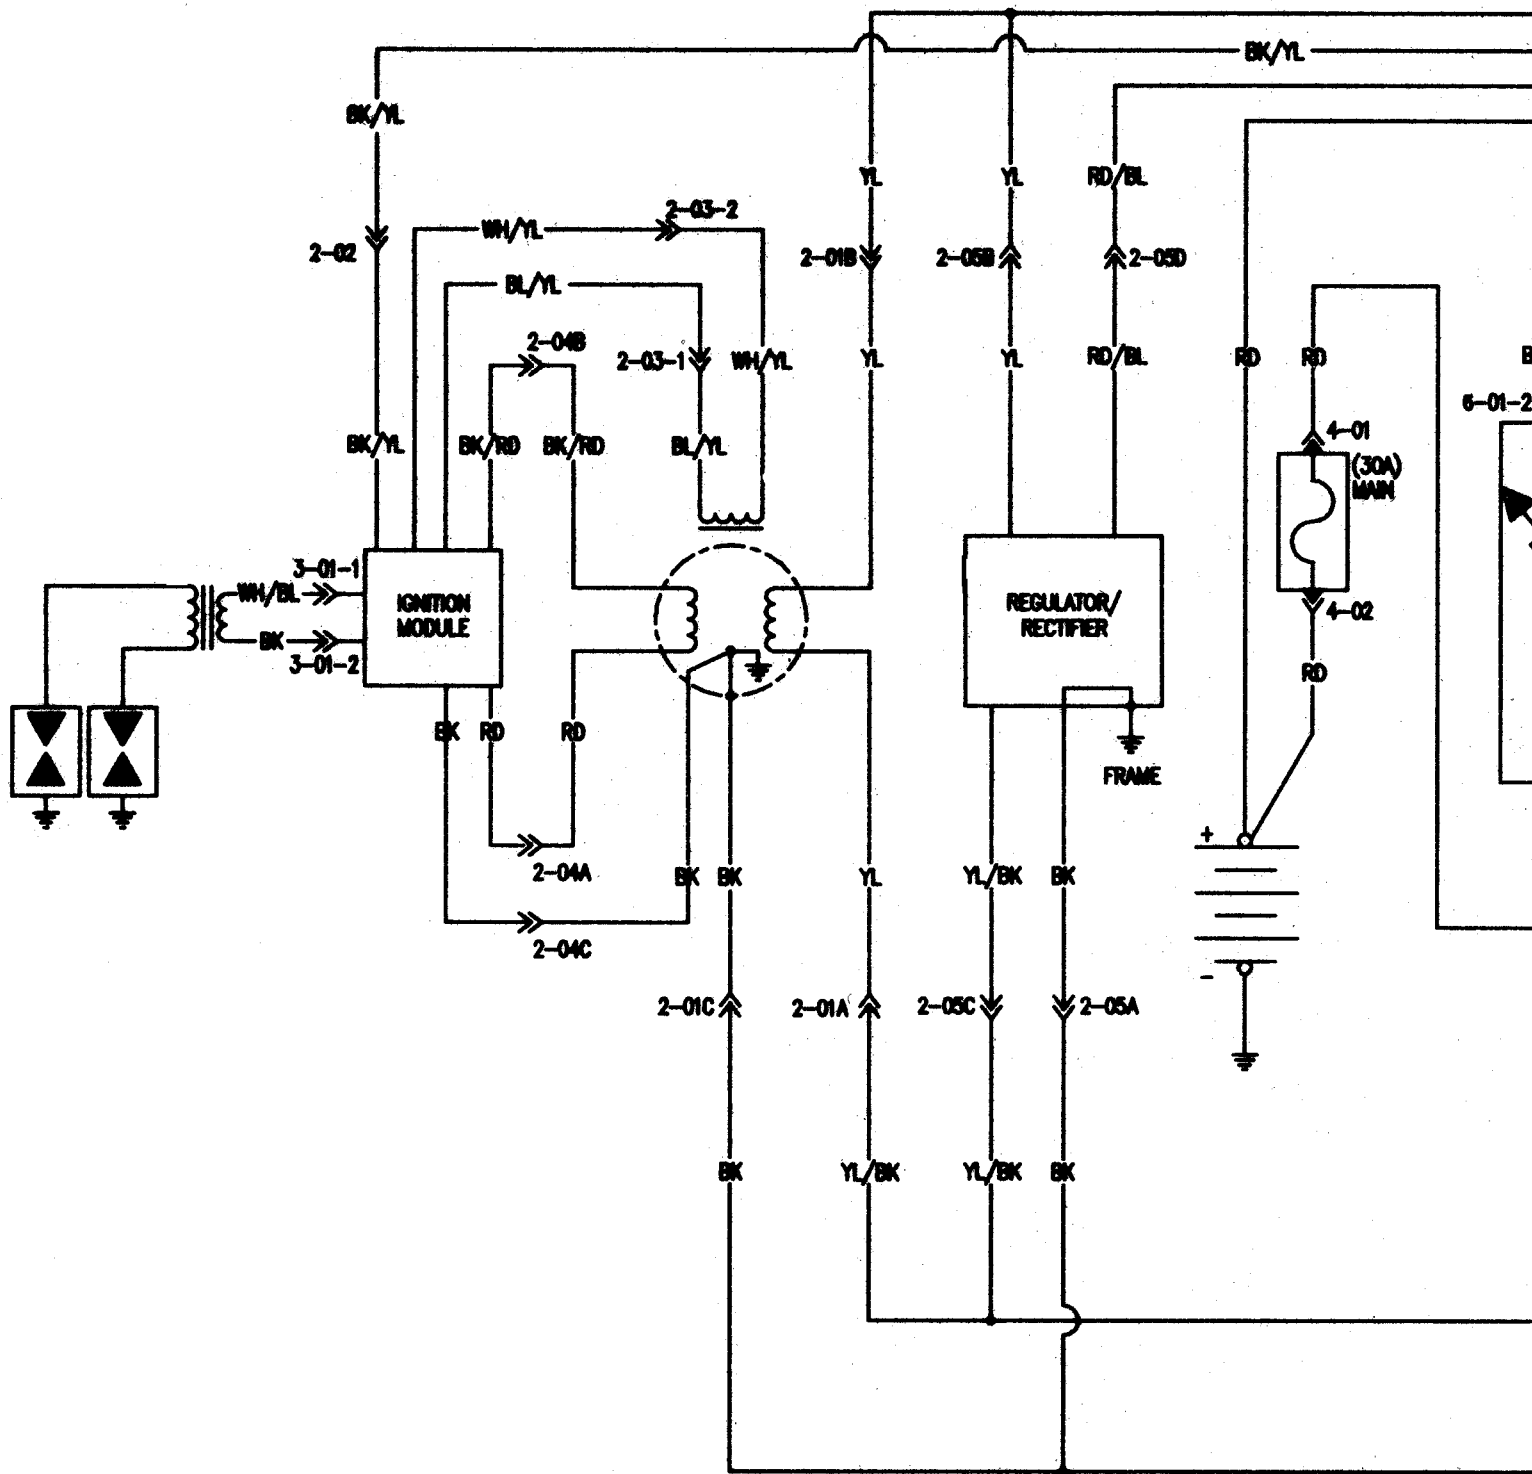 BK/YL
BK/YL
YL
YL
RD/BL
2-03-2
WH/YL
2-02
2-01B
2-05B
2-05D
BL/YL
2-04B
2-03-1
WH/YL
YL
YL
RD/BL
RD
RD
B
6-01-2
4-01
BK/YL
BK/RD
BK/RD
BL/YL
(30A)
MAIN
3-01-1
WH/BL
IGNITION
MODULE
REGULATOR/
RECTIFIER
4-02
BK
3-01-2
RD
BK
RD
RD
FRAME
+
2-04A
BK
BK
YL
YL/BK
BK
2-04C
-
2-01C
2-01A
2-05C
2-05A
BK
YL/BK
YL/BK
BK